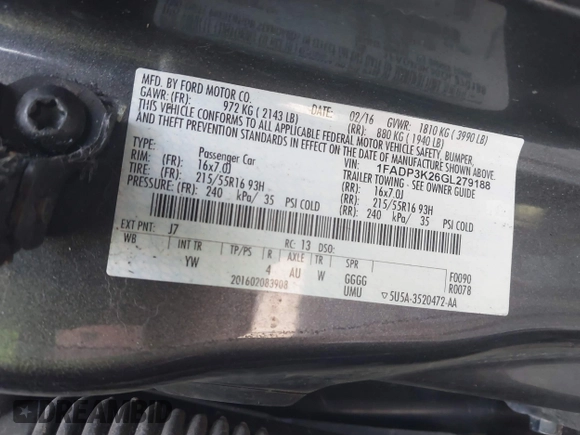 MFD. BY FORD MOTOR CO.
DATE: 02/16 GVWR: 1810 KG (3990 LB)
GAWR: (FR): 972 KG (2143 LB) (RR): 880 KG (1940 LB)
THIS VEHICLE CONFORMS TO ALL APPLICABLE FEDERAL MOTOR VEHICLE SAFETY, BUMPER,
AND THEFT PREVENTION STANDARDS IN EFFECT ON THE DATE OF MANUFACTURE SHOWN ABOVE.
VIN: 1FADP3K26GL279188
TYPE: Passenger Car TRAILER TOWING - SEE OWNER GUIDE
RIM: (FR): 16x7.0J (RR): 16x7.0J
TIRE: (FR): 215/55R16 93H (RR): 215/55R16 93H
PRESSURE: (FR): 240 kPa/ 35 PSI COLD (RR): 240 kPa/ 35 PSI COLD
EXT PNT: J7 RC: 13 DSO:
WB INT TR TP/PS R AXLE TR SPR F0090
YW 4 AU W GGGG R0078
UMU
201602083908 ▽5U5A-3520472-AA
DREAMBID